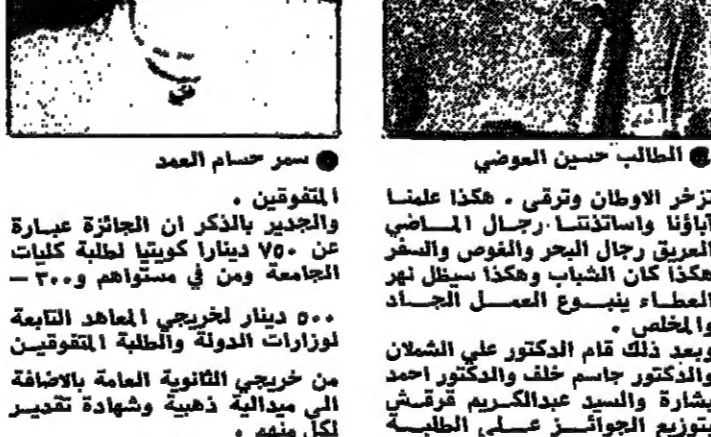 الطالب حسين العوضي
تزخر الاوطان وترقى . هكذا علمنا
آباؤنا واساتذتنا رجال الماضي
العريق رجال البحر والغوص والسفر
هكذا كان الشباب وهكذا سيظل نهر
العطاء ينبوع العمل الجاد
والمخلص .
وبعد ذلك قام الدكتور علي الشملان
والدكتور جاسم خلف والدكتور احمد
بشارة والسيد عبدالكريم قرقش
بتوزيع الجوائز على الطلبة
سمر حسام العمد
المتفوقين .
والجدير بالذكر ان الجائزة عبارة
عن ٧٥٠ دينارا كويتيا لطلبة كليات
الجامعة ومن في مستواهم و٣٠٠ —
٥٠٠ دينار لخريجي المعاهد التابعة
لوزارات الدولة والطلبة المتفوقين
من خريجي الثانوية العامة بالاضافة
الى ميدالية ذهبية وشهادة تقدير
لكل منهم .